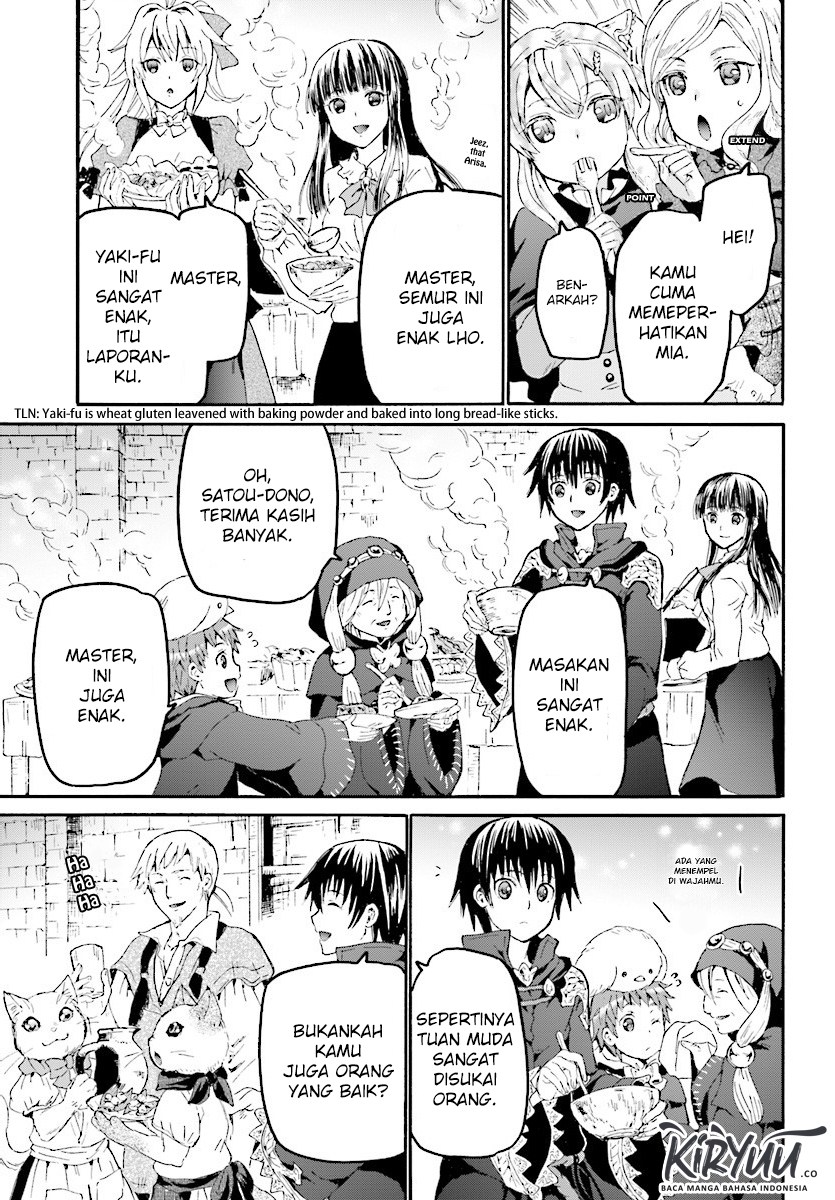 HEI!
KAMU
CUMA
MEMEPER-
HATIKAN
MIA.
EXTEND
POINT
BEN-
ARKAH?
Jeez,
that
Arisa.
MASTER,
SEMUR INI
JUGA
ENAK LHO.
MASTER,
YAKI-FU
INI
SANGAT
ENAK,
ITU
LAPORAN-
KU.
TLN: Yaki-fu is wheat gluten leavened with baking powder and baked into long bread-like sticks.
MASAKAN
INI
SANGAT
ENAK.
OH,
SATOU-DONO,
TERIMA KASIH
BANYAK.
MASTER,
INI
JUGA
ENAK.
ADA YANG
MENEMPEL
DI WAJAHMU.
SEPERTINYA
TUAN MUDA
SANGAT
DISUKAI
ORANG.
BUKANKAH
KAMU
JUGA ORANG
YANG BAIK?
Ha
Ha
Ha
KIRYUU.CO
BACA MANGA BAHASA INDONESIA